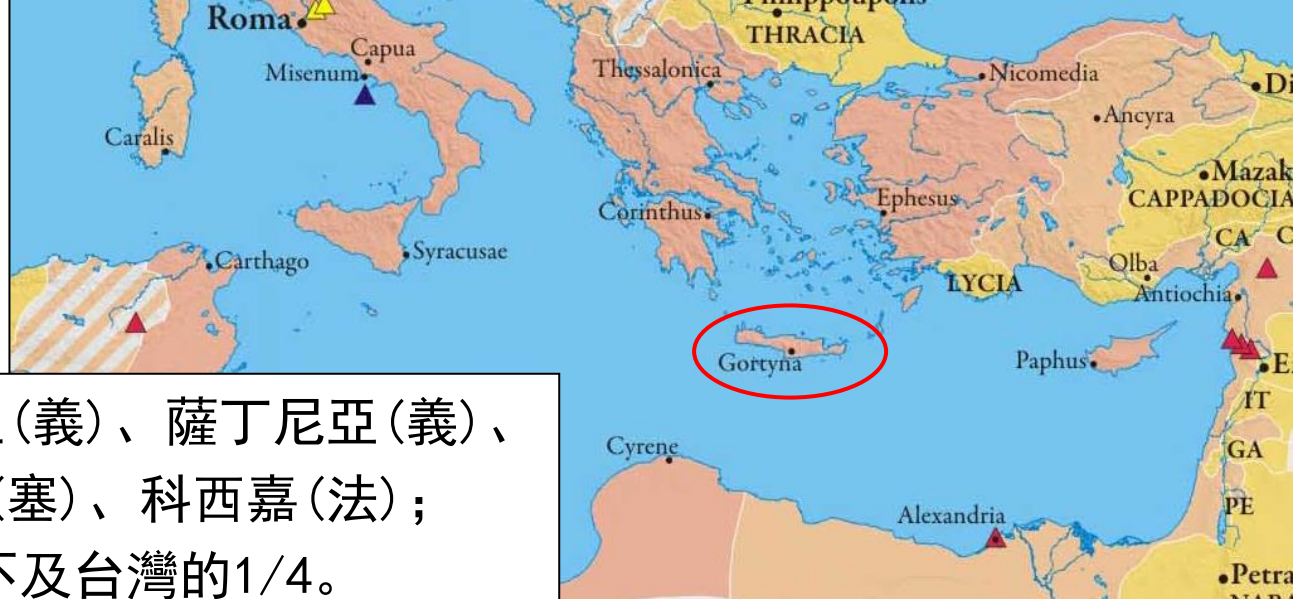 Philippoupolis
Roma
THRACIA
Capua
Misenum
Thessalonica
Nicomedia
Ancyra
Caralis
Mazak
CAPPADOCIA
Ephesus
Corinthus
CA
C
Carthago
Syracusae
Olba
LYCIA
Antiochia
Gortyna
Paphus
IT
(義)、薩丁尼亞(義)、
Cyrene
GA
(塞)、科西嘉(法);
PE
Alexandria
及台灣的1/4。
Petra